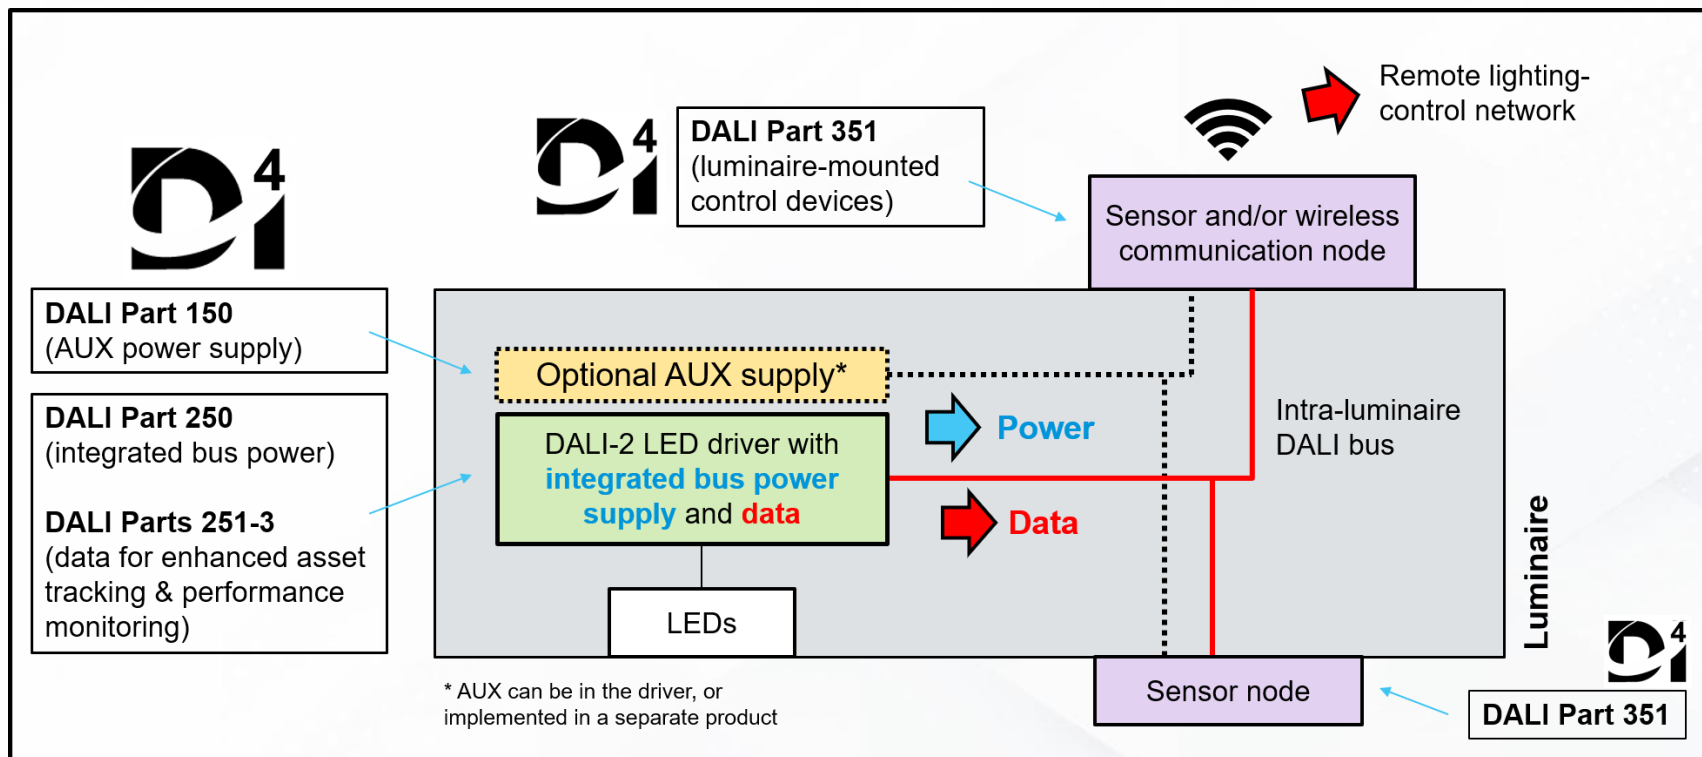 D4i
DALI Part 150
(AUX power supply)
DALI Part 250
(integrated bus power)
DALI Parts 251-3
(data for enhanced asset
tracking & performance
monitoring)
D4i
DALI Part 351
(luminaire-mounted
control devices)
Remote lighting-
control network
Sensor and/or wireless
communication node
Optional AUX supply*
DALI-2 LED driver with
integrated bus power
supply and data
LEDs
Power
Data
Intra-luminaire
DALI bus
Luminaire
* AUX can be in the driver, or
implemented in a separate product
Sensor node
D4i
DALI Part 351